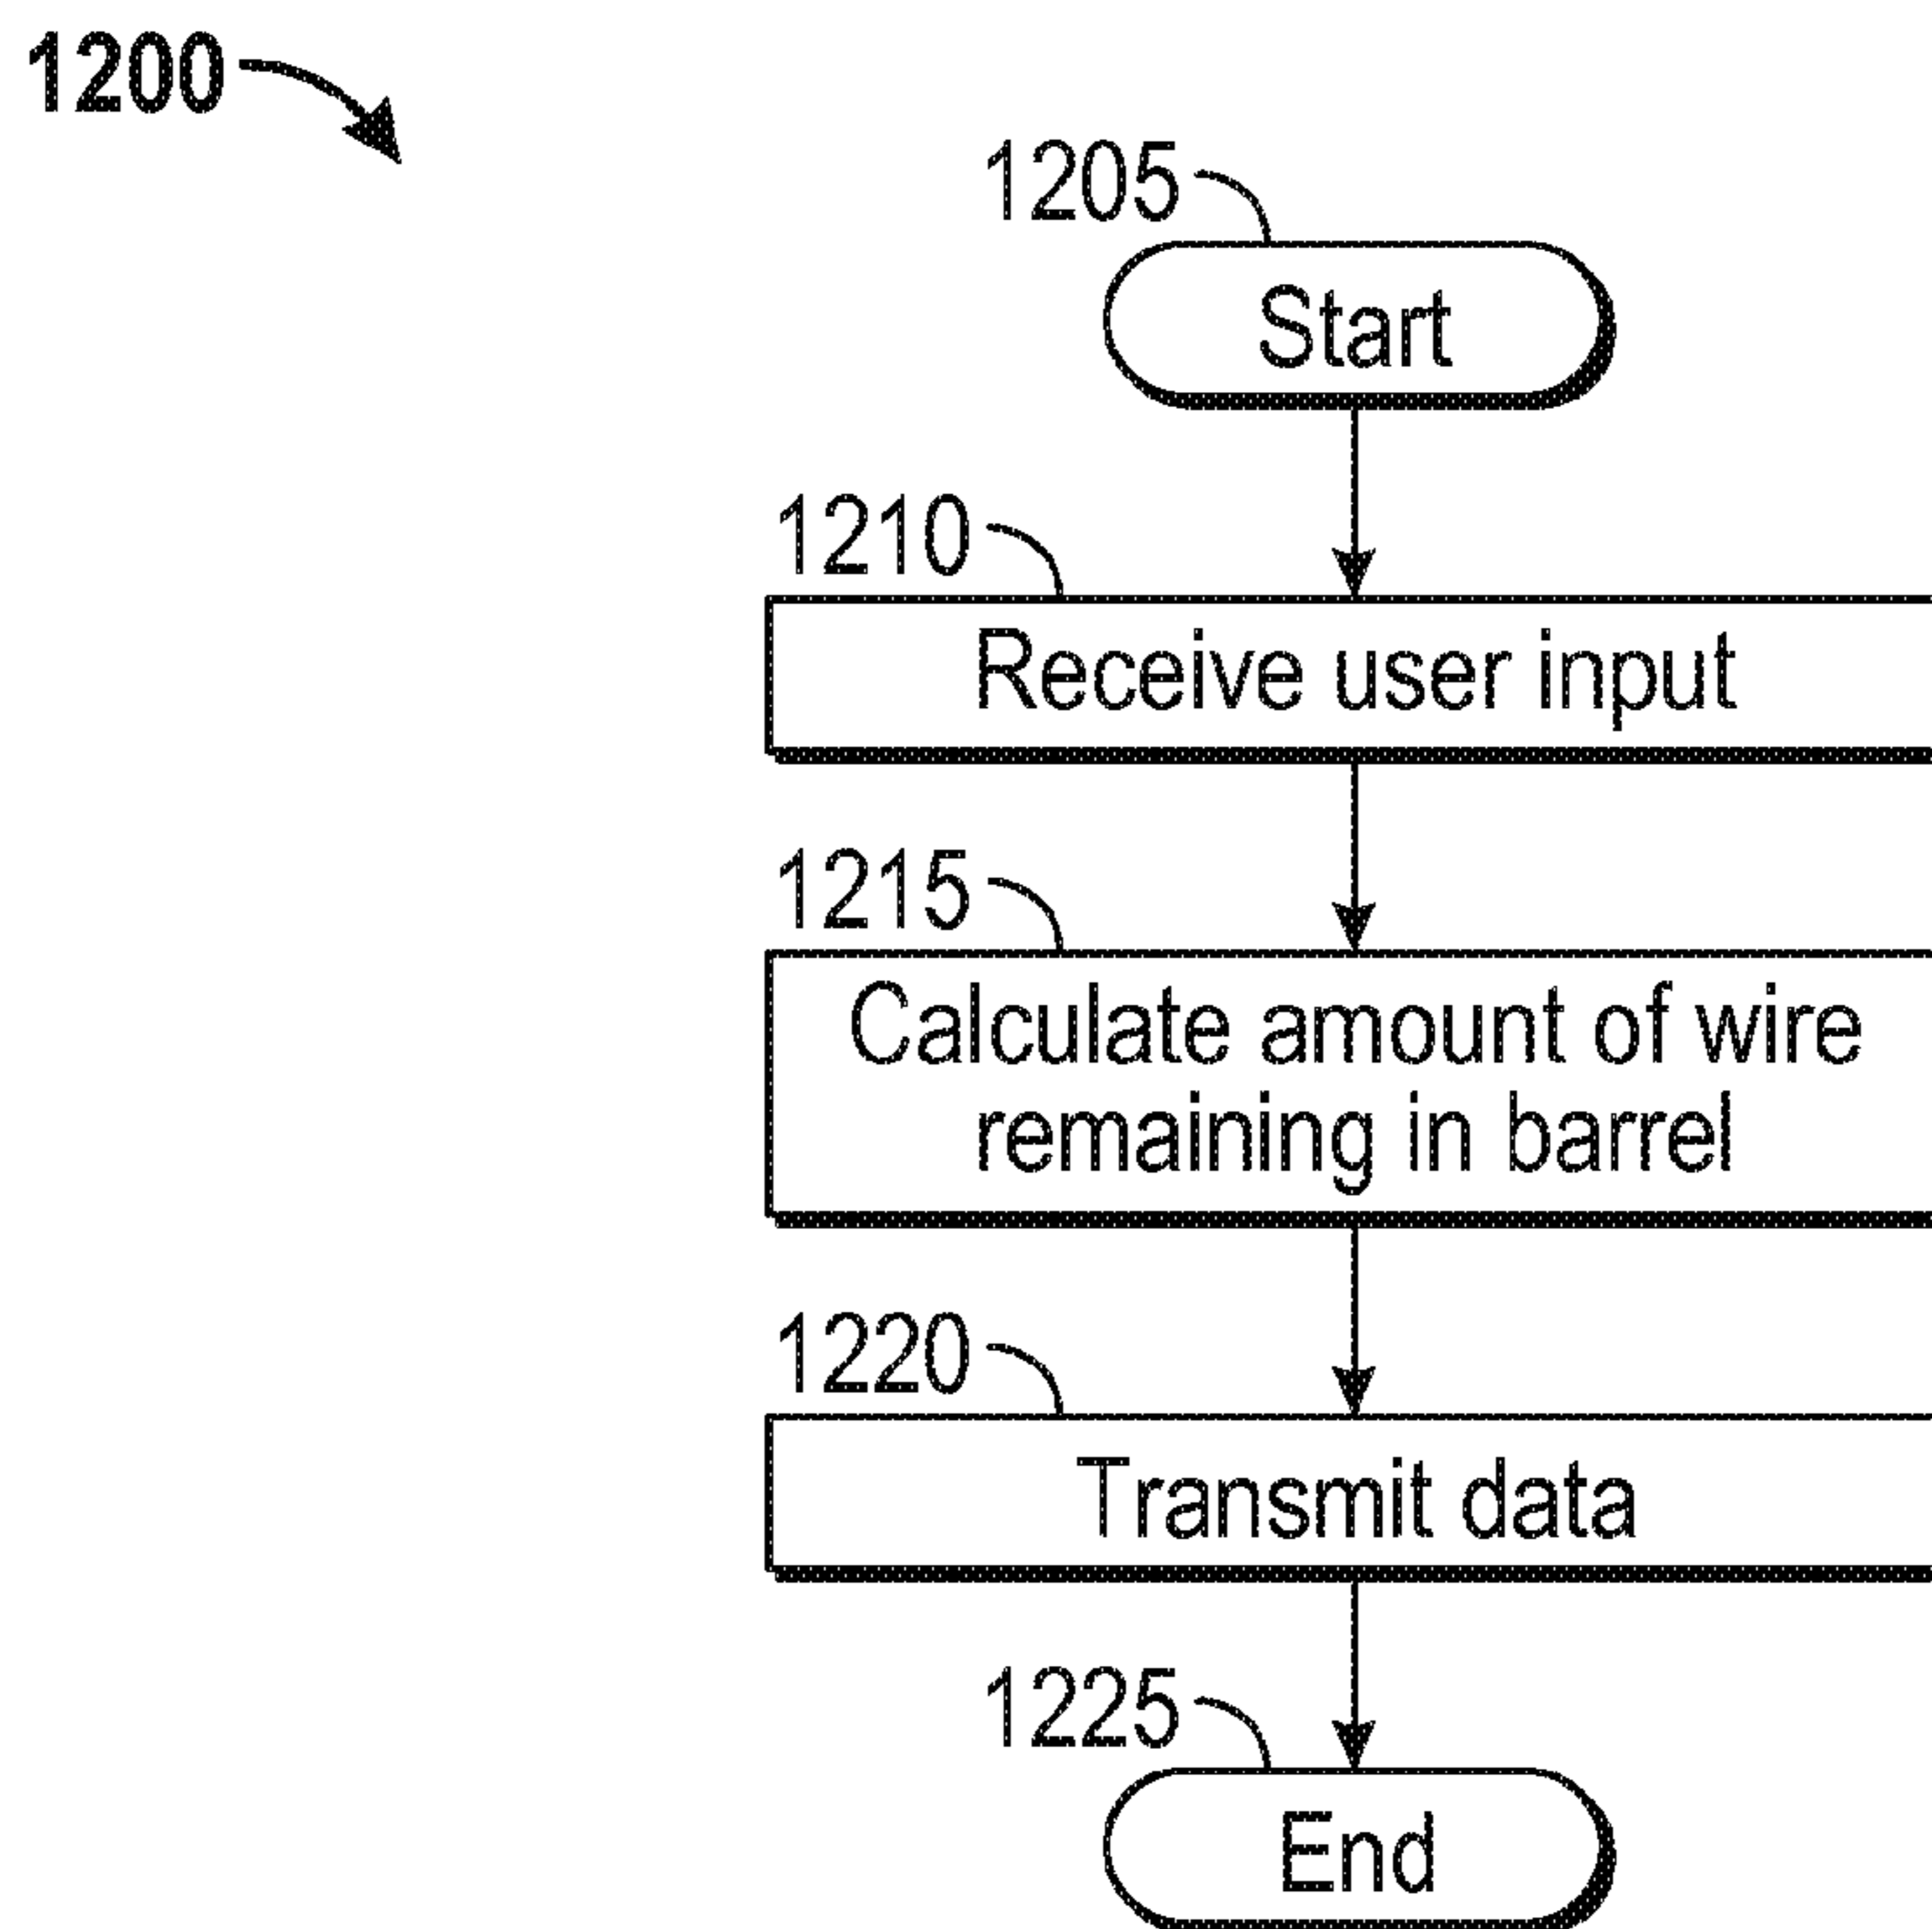 1200
1205
Start
1210
Receive user input
1215
Calculate amount of wire
remaining in barrel
1220
Transmit data
1225
End